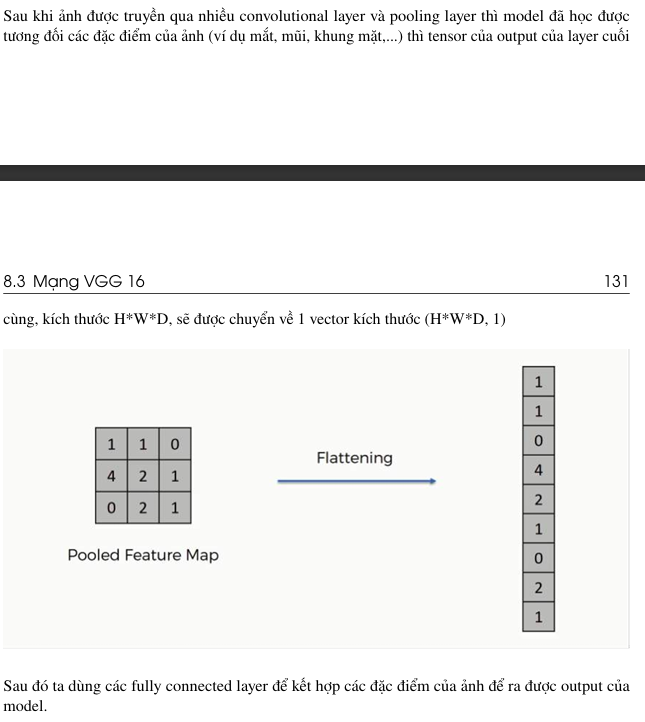 Sau khi ảnh được truyền qua nhiều convolutional layer và pooling layer thì model đã học được
tương đối các đặc điểm của ảnh (ví dụ mắt, mũi, khung mặt,...) thì tensor của output của layer cuối
8.3 Mạng VGG 16 131
cùng, kích thước H*W*D, sẽ được chuyển về 1 vector kích thước (H*W*D, 1)
1 1 0
4 2 1
0 2 1
Pooled Feature Map
Flattening
1
1
0
4
2
1
0
2
1
Sau đó ta dùng các fully connected layer để kết hợp các đặc điểm của ảnh để ra được output của
model.